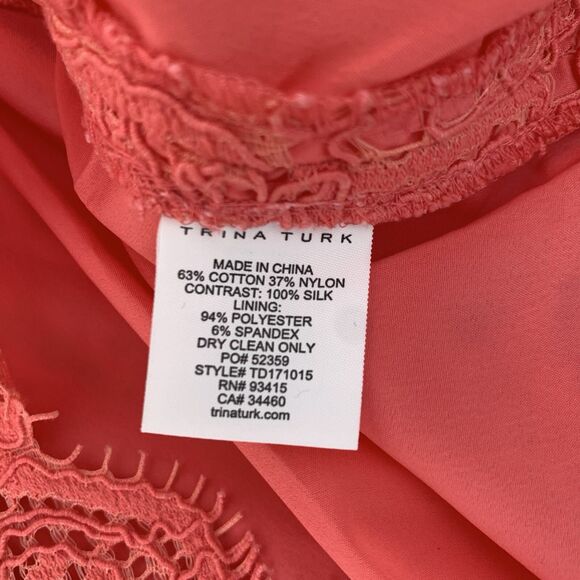 TRINA TURK
MADE IN CHINA
63% COTTON 37% NYLON
CONTRAST: 100% SILK
LINING:
94% POLYESTER
6% SPANDEX
DRY CLEAN ONLY
PO# 52359
STYLE# TD171015
RN# 93415
CA# 34460
trinaturk.com